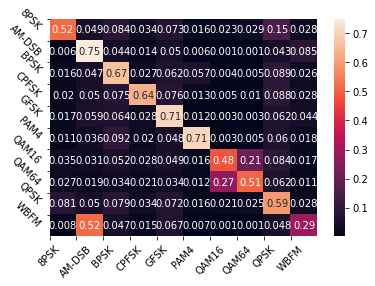 8PSK 0.52 0.049 0.084 0.034 0.073 0.016 0.023 0.029 0.15 0.028
AM-DSB 0.006 0.75 0.044 0.014 0.05 0.006 0.001 0.001 0.043 0.085
BPSK 0.016 0.047 0.67 0.027 0.062 0.057 0.004 0.005 0.089 0.026
CPFSK 0.02 0.05 0.075 0.64 0.076 0.013 0.005 0.01 0.088 0.028
GFSK 0.017 0.059 0.064 0.028 0.71 0.012 0.003 0.003 0.062 0.044
PAM4 0.011 0.036 0.092 0.02 0.048 0.71 0.003 0.005 0.06 0.018
QAM16 0.035 0.031 0.052 0.028 0.049 0.016 0.48 0.21 0.084 0.017
QAM64 0.027 0.019 0.034 0.021 0.034 0.012 0.27 0.51 0.062 0.011
QPSK 0.081 0.05 0.079 0.034 0.072 0.016 0.021 0.025 0.59 0.028
WBFM 0.008 0.52 0.047 0.015 0.067 0.007 0.001 0.001 0.048 0.29
8PSK AM-DSB BPSK CPFSK GFSK PAM4 QAM16 QAM64 QPSK WBFM
0.7
0.6
0.5
0.4
0.3
0.2
0.1